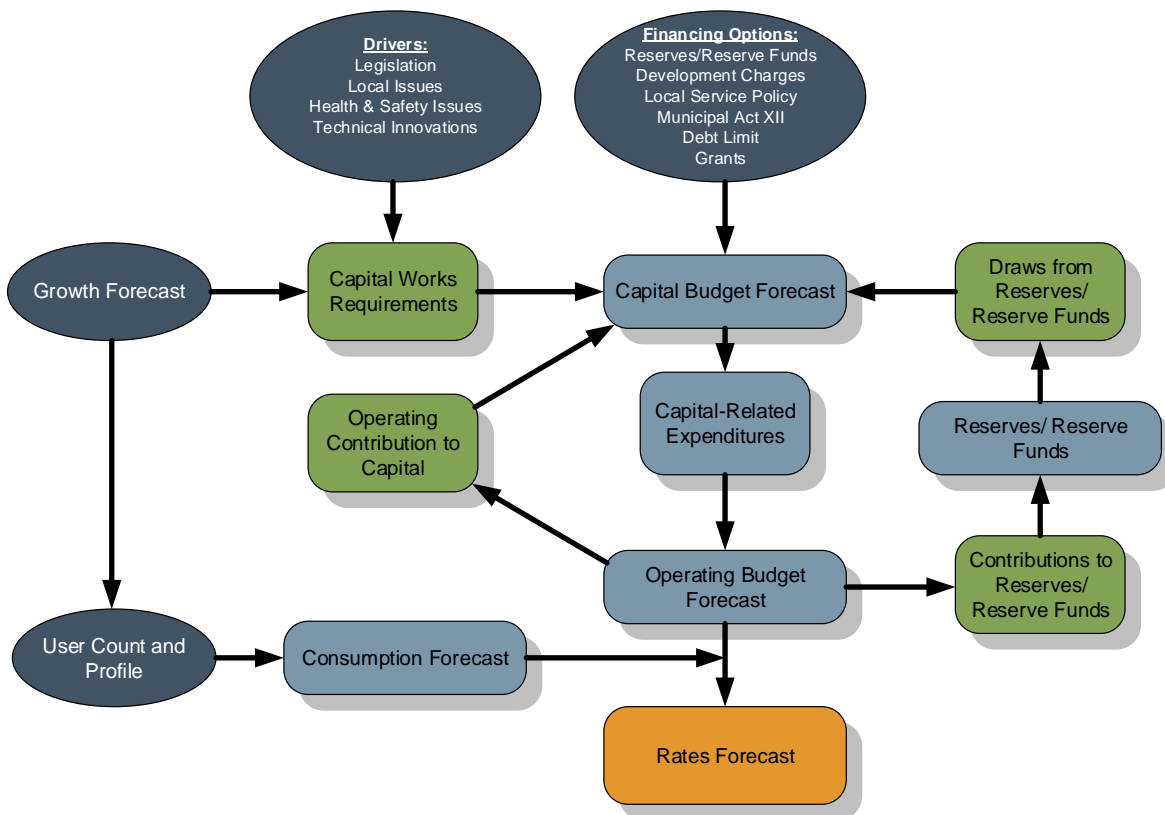 Drivers:
Legislation
Local Issues
Health & Safety Issues
Technical Innovations
Financing Options:
Reserves/Reserve Funds
Development Charges
Local Service Policy
Municipal Act XII
Debt Limit
Grants
Growth Forecast
Capital Works
Requirements
Capital Budget Forecast
Draws from
Reserves/
Reserve Funds
Operating
Contribution to
Capital
Capital-Related
Expenditures
Reserves/ Reserve
Funds
Operating Budget
Forecast
Contributions to
Reserves/
Reserve Funds
User Count and
Profile
Consumption Forecast
Rates Forecast